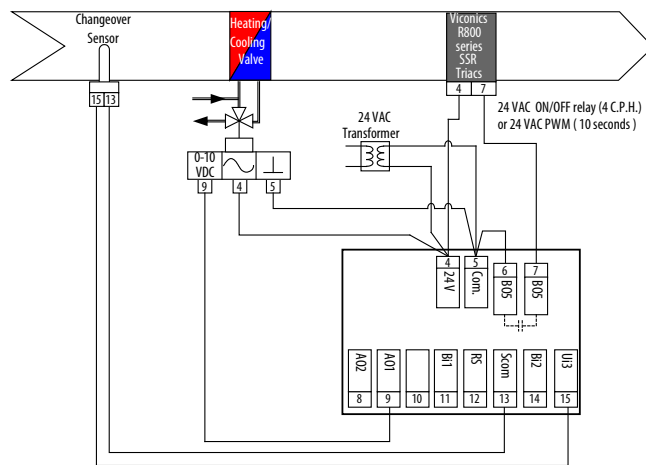 Changeover
Sensor
15 13
Heating/
Cooling
Valve
Viconics
R800
series
SSR
Triacs
4 7
24 VAC ON/OFF relay (4 C.P.H.)
or 24 VAC PWM ( 10 seconds )
24 VAC
Transformer
0-10
VDC
9 4 5
4 5 6 7
24 V Com. BO5 BO5
AO2 AO1 Bi1 RS Scom Bi2 Ui3
8 9 10 11 12 13 14 15